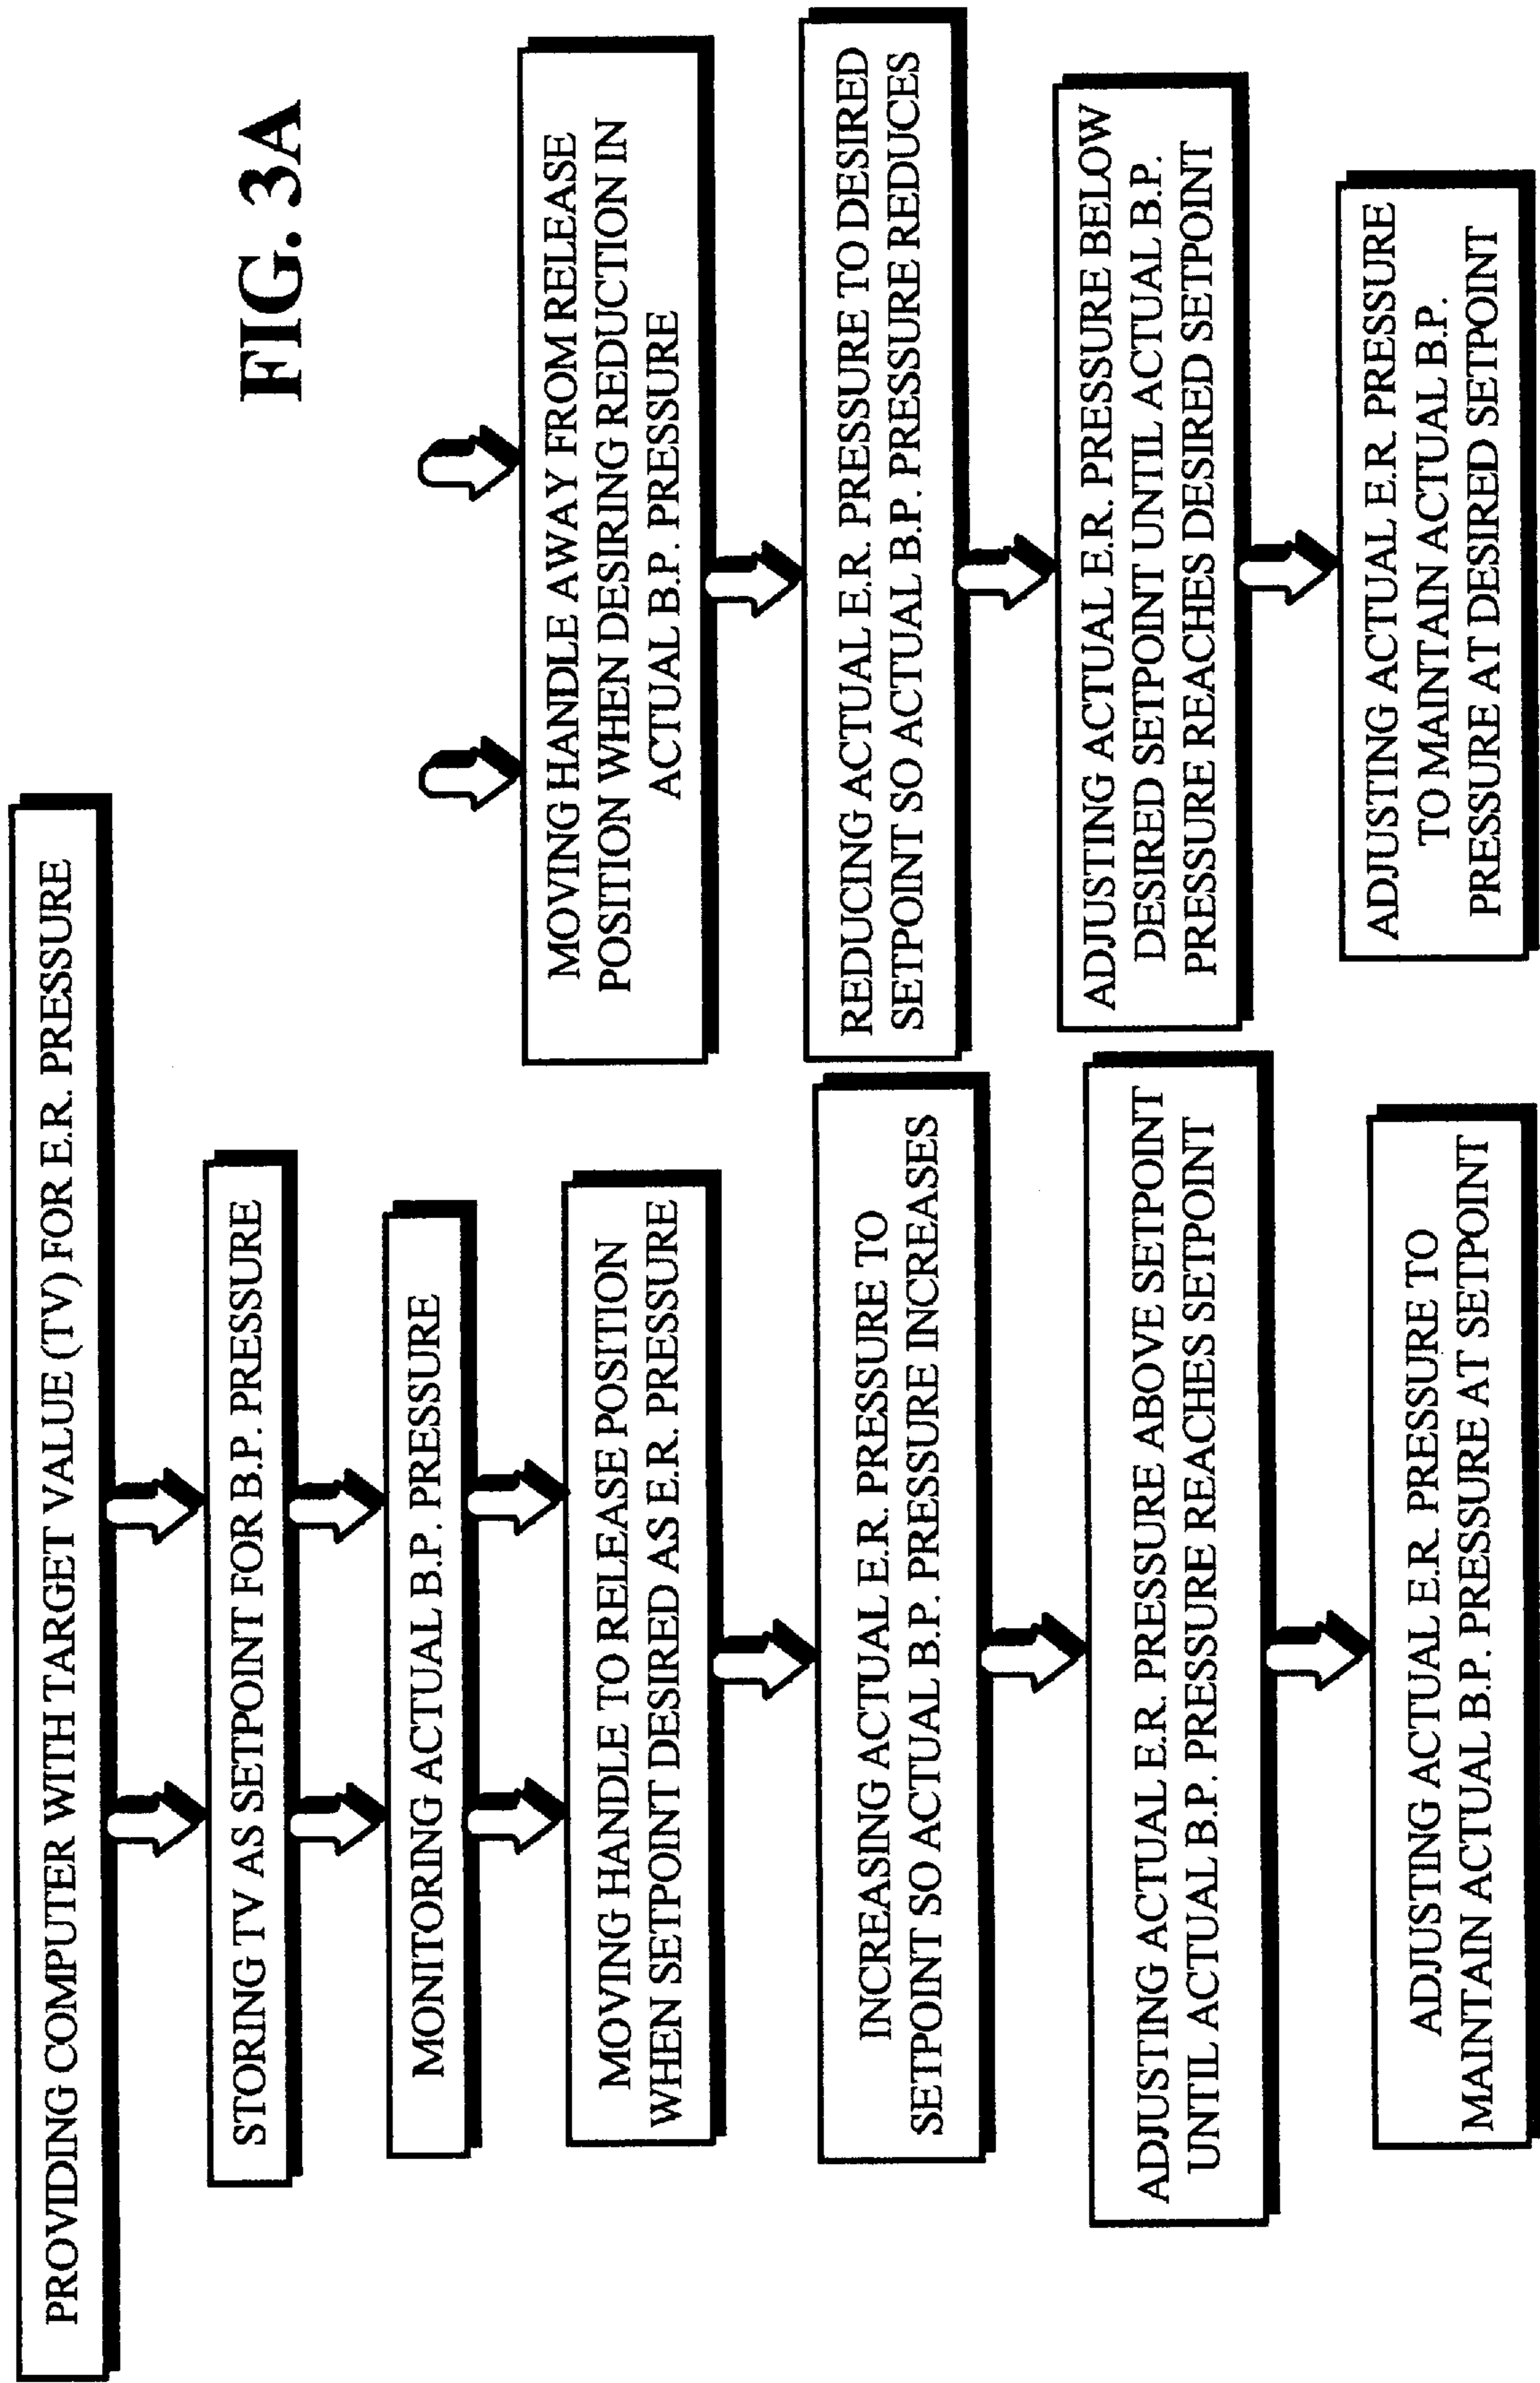 PROVIDING COMPUTER WITH TARGET VALUE (TV) FOR E.R. PRESSURE
STORING TV AS SETPOINT FOR B.P. PRESSURE
MONITORING ACTUAL B.P. PRESSURE
MOVING HANDLE TO RELEASE POSITION
WHEN SETPOINT DESIRED AS E.R. PRESSURE
INCREASING ACTUAL E.R. PRESSURE TO
SETPOINT SO ACTUAL B.P. PRESSURE INCREASES
ADJUSTING ACTUAL E.R. PRESSURE ABOVE SETPOINT
UNTIL ACTUAL B.P. PRESSURE REACHES SETPOINT
ADJUSTING ACTUAL E.R. PRESSURE TO
MAINTAIN ACTUAL B.P. PRESSURE AT SETPOINT
FIG. 3A
MOVING HANDLE AWAY FROM RELEASE
POSITION WHEN DESIRING REDUCTION IN
ACTUAL B.P. PRESSURE
REDUCING ACTUAL E.R. PRESSURE TO DESIRED
SETPOINT SO ACTUAL B.P. PRESSURE REDUCES
ADJUSTING ACTUAL E.R. PRESSURE BELOW
DESIRED SETPOINT UNTIL ACTUAL B.P.
PRESSURE REACHES DESIRED SETPOINT
ADJUSTING ACTUAL E.R. PRESSURE
TO MAINTAIN ACTUAL B.P.
PRESSURE AT DESIRED SETPOINT